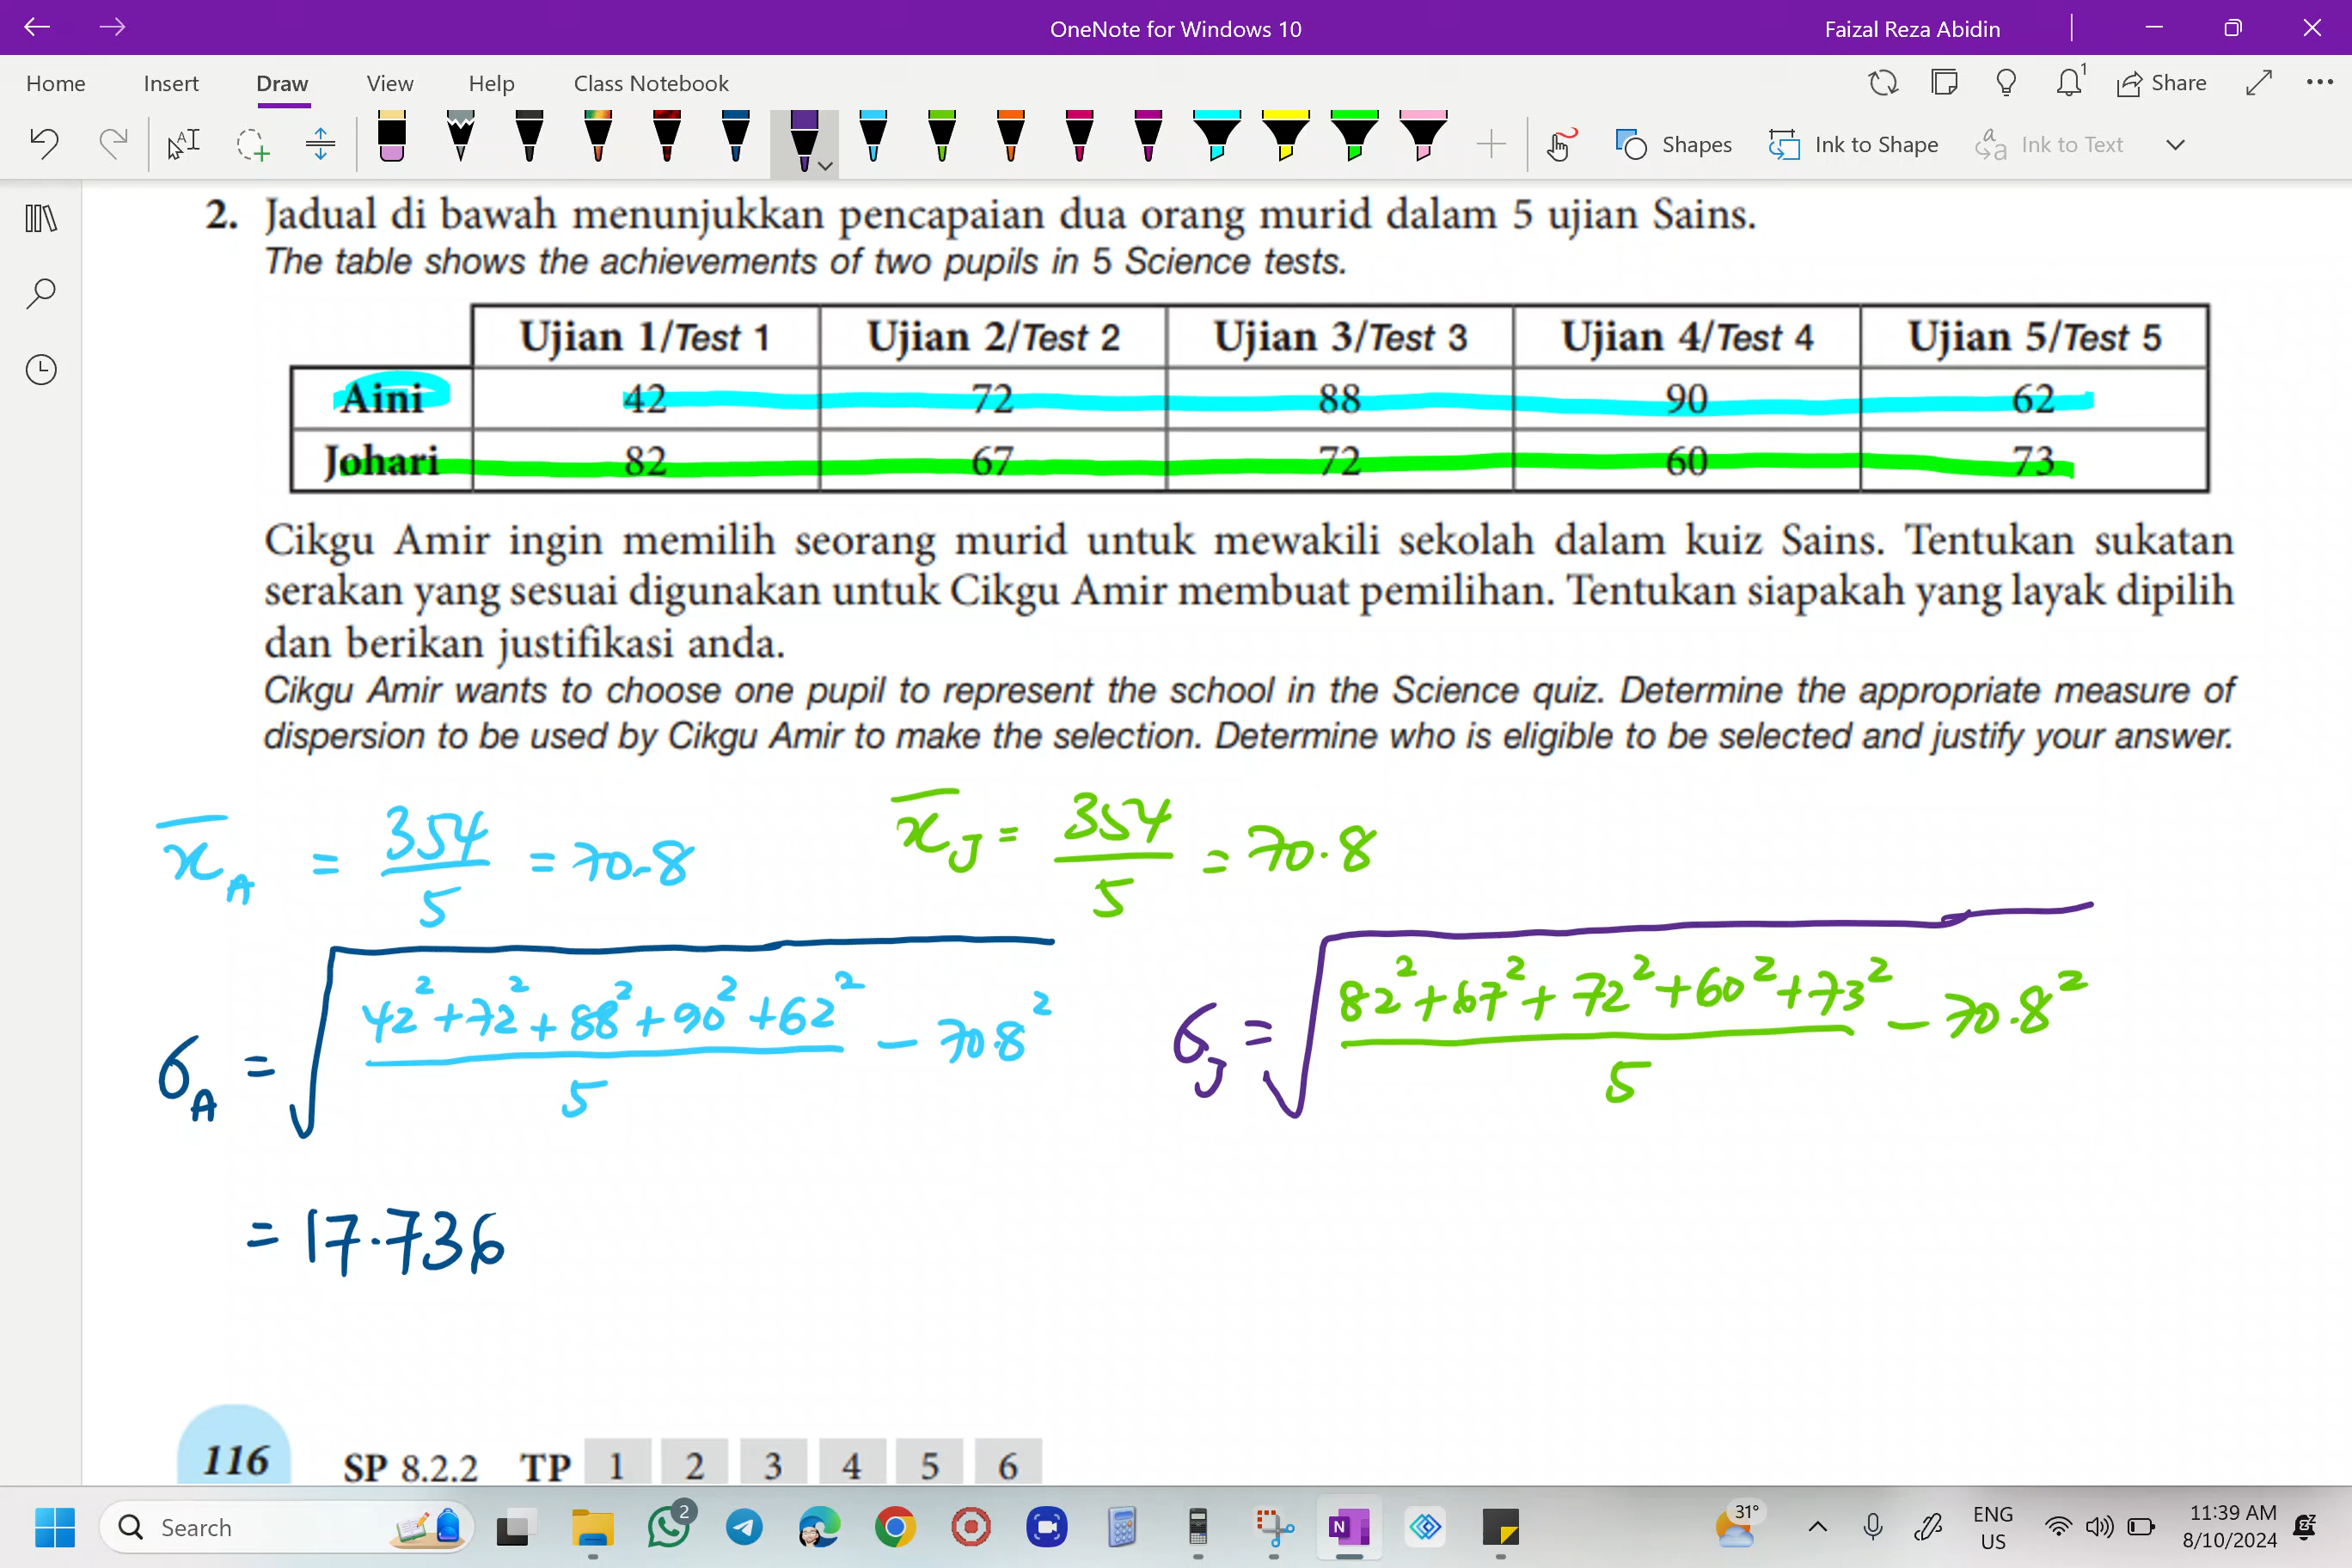 OneNote for Windows 10
Faizal Reza Abidin
Home Insert Draw View Help Class Notebook
1
Share
Shapes Ink to Shape Ink to Text
2. Jadual di bawah menunjukkan pencapaian dua orang murid dalam 5 ujian Sains.
The table shows the achievements of two pupils in 5 Science tests.
Ujian 1/Test 1 Ujian 2/Test 2 Ujian 3/Test 3 Ujian 4/Test 4 Ujian 5/Test 5
Aini 42 72 88 90 62
Johari 82 67 72 60 73
Cikgu Amir ingin memilih seorang murid untuk mewakili sekolah dalam kuiz Sains. Tentukan sukatan
serakan yang sesuai digunakan untuk Cikgu Amir membuat pemilihan. Tentukan siapakah yang layak dipilih
dan berikan justifikasi anda.
Cikgu Amir wants to choose one pupil to represent the school in the Science quiz. Determine the appropriate measure of
dispersion to be used by Cikgu Amir to make the selection. Determine who is eligible to be selected and justify your answer.
x̄_A = 354/5 = 70.8
x̄_J = 354/5 = 70.8
σ_A = √((42² + 72² + 88² + 90² + 62²)/5 − 70.8²)
σ_J = √((82² + 67² + 72² + 60² + 73²)/5 − 70.8²)
= 17.736
116 SP 8.2.2 TP 1 2 3 4 5 6
Search
2
N
31°
ENG
US
11:39 AM
8/10/2024